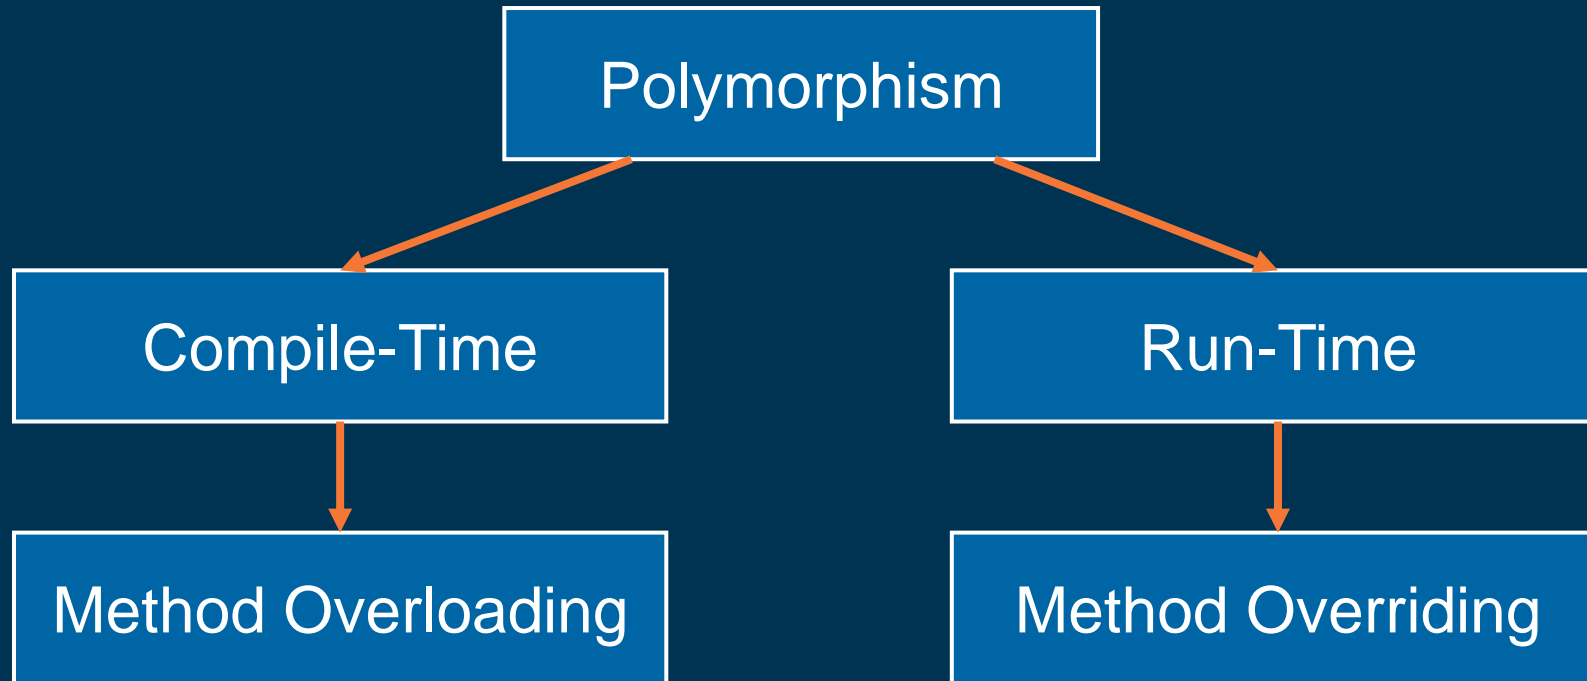 Polymorphism
Compile-Time
Run-Time
Method Overloading
Method Overriding